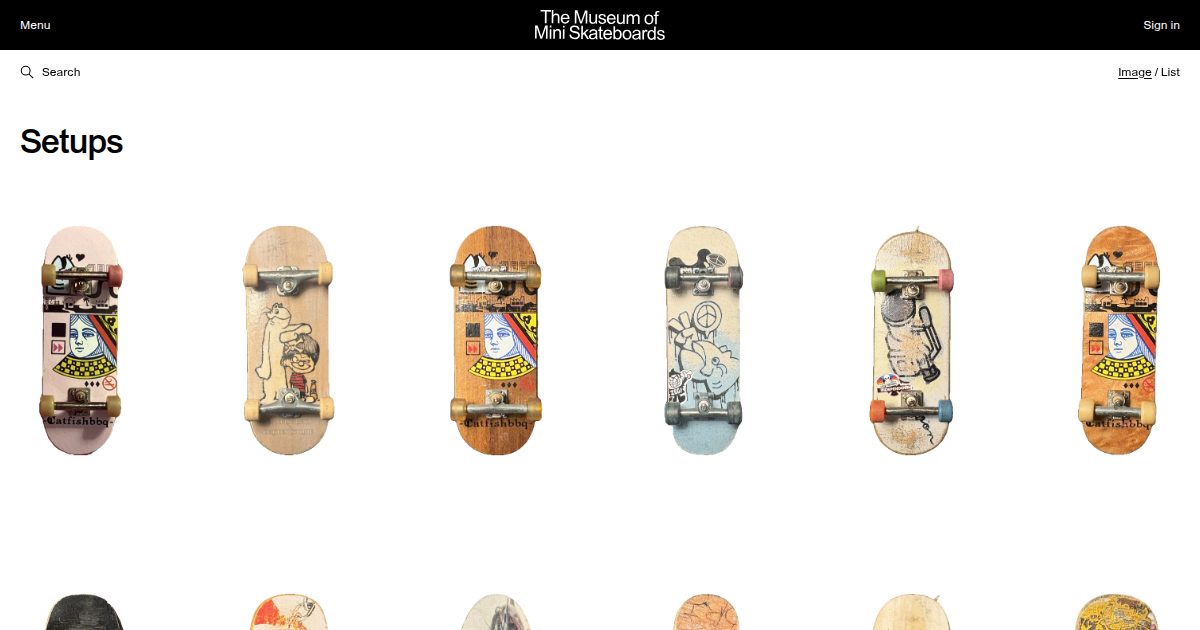 Menu
The Museum of
Mini Skateboards
Sign in
Search
Image / List
Setups
-Catfishbbq-
-Catfishbbq-
Catfishbbq